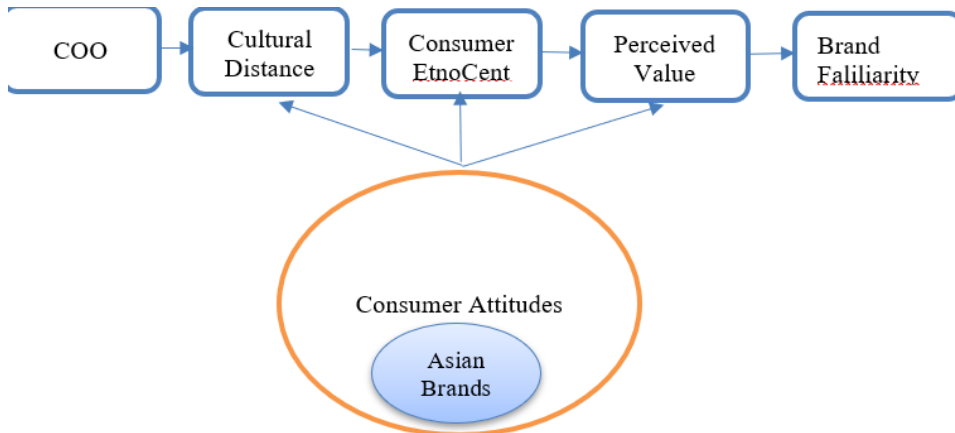 COO
Cultural
Distance
Consumer
EtnoCent
Perceived
Value
Brand
Faliliarity
Consumer Attitudes
Asian
Brands